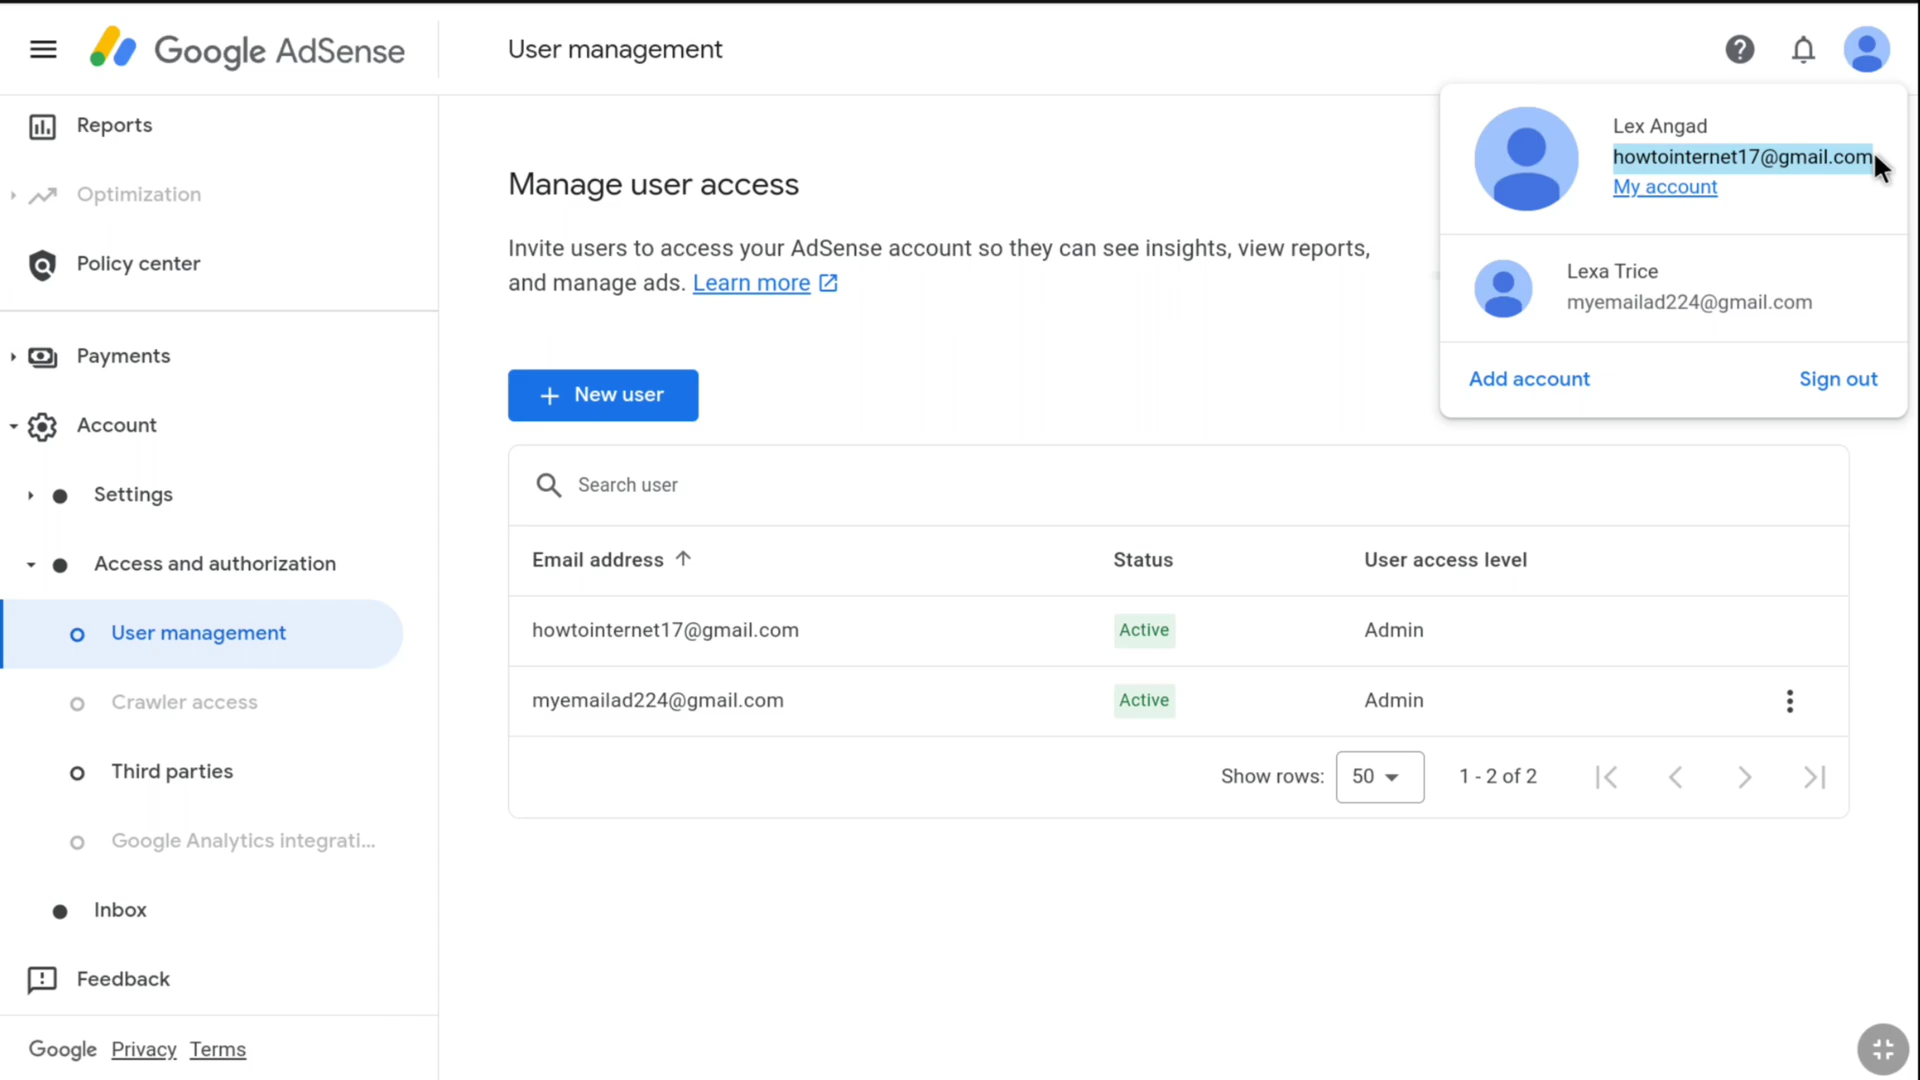 Google AdSense
User management
Reports
Optimization
Policy center
Payments
Account
Settings
Access and authorization
User management
Crawler access
Third parties
Google Analytics integrati...
Inbox
Feedback
Google Privacy Terms
Manage user access
Invite users to access your AdSense account so they can see insights, view reports,
and manage ads. Learn more
New user
Search user
Email address Status User access level
howtointernet17@gmail.com Active Admin
myemailad224@gmail.com Active Admin
Show rows: 50 1 - 2 of 2
Lex Angad
howtointernet17@gmail.com
My account
Lexa Trice
myemailad224@gmail.com
Add account Sign out